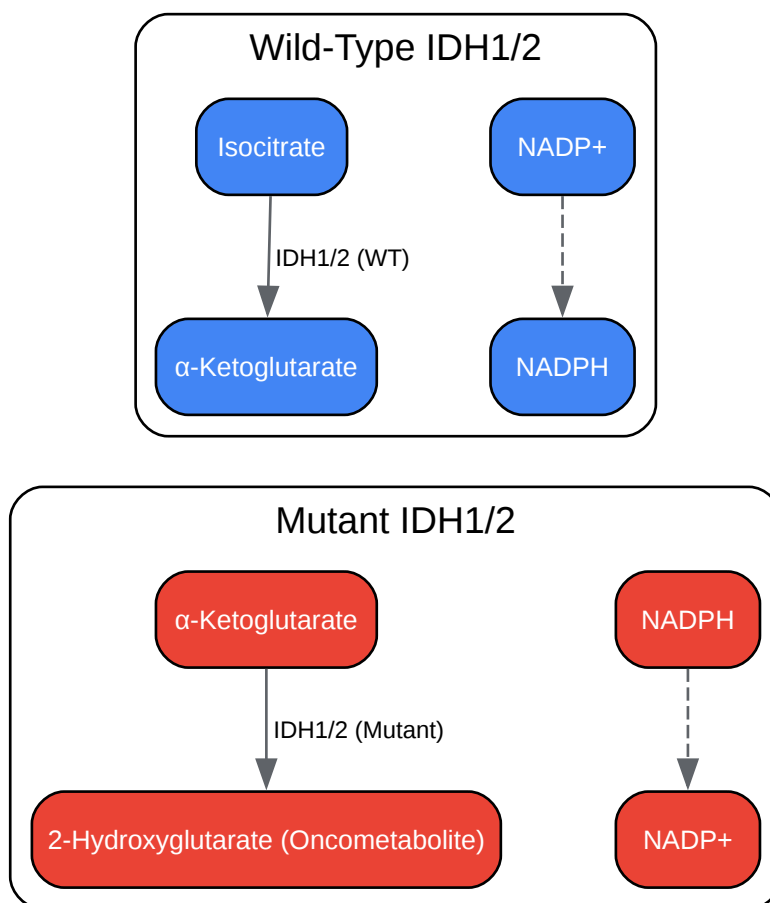 Wild-Type IDH1/2
Isocitrate
NADP+
IDH1/2 (WT)
α-Ketoglutarate
NADPH
Mutant IDH1/2
α-Ketoglutarate
NADPH
IDH1/2 (Mutant)
2-Hydroxyglutarate (Oncometabolite)
NADP+